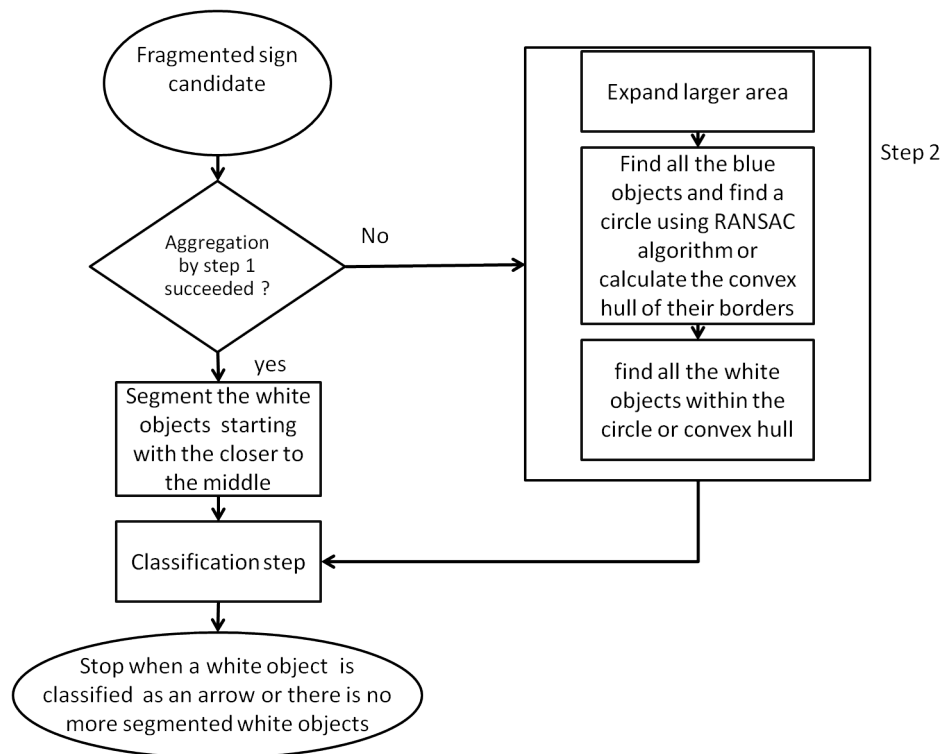 Fragmented sign
candidate
Aggregation
by step 1
succeeded ?
No
yes
Segment the white
objects starting
with the closer to
the middle
Classification step
Stop when a white object is
classified as an arrow or there is no
more segmented white objects
Step 2
Expand larger area
Find all the blue
objects and find a
circle using RANSAC
algorithm or
calculate the convex
hull of their borders
find all the white
objects within the
circle or convex hull